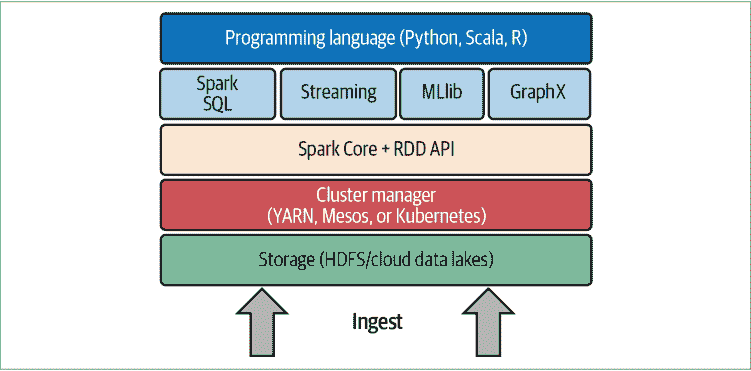 Programming language (Python, Scala, R)
Spark
SQL
Streaming
MLlib
GraphX
Spark Core + RDD API
Cluster manager
(YARN, Mesos, or Kubernetes)
Storage (HDFS/cloud data lakes)
Ingest